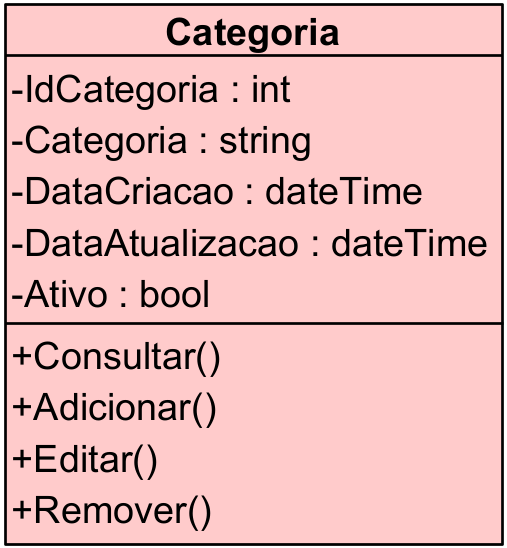 Categoria
-IdCategoria : int
-Categoria : string
-DataCriacao : dateTime
-DataAtualizacao : dateTime
-Ativo : bool
+Consultar()
+Adicionar()
+Editar()
+Remover()